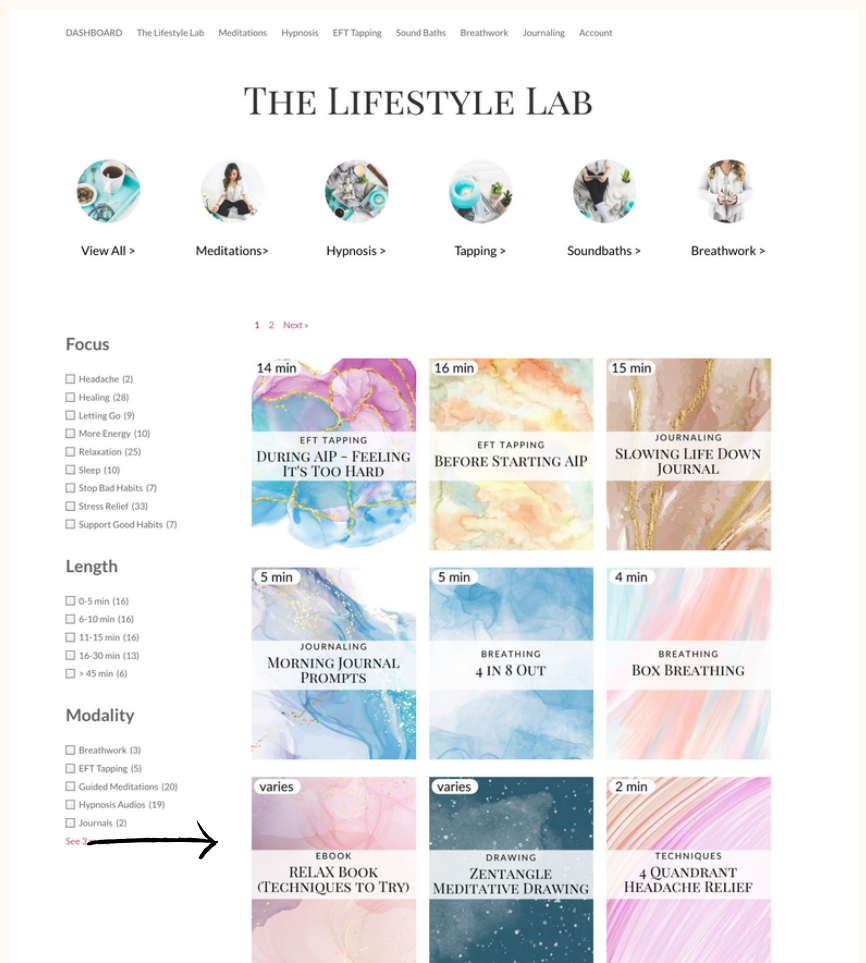 DASHBOARD The Lifestyle Lab Meditations Hypnosis EFT Tapping Sound Baths Breathwork Journaling Account
THE LIFESTYLE LAB
View All > Meditations> Hypnosis > Tapping > Soundbaths > Breathwork >
Focus
Headache (2)
Healing (28)
Letting Go (9)
More Energy (10)
Relaxation (25)
Sleep (10)
Stop Bad Habits (7)
Stress Relief (33)
Support Good Habits (7)
Length
0-5 min (16)
6-10 min (16)
11-15 min (16)
16-30 min (13)
> 45 min (6)
Modality
Breathwork (3)
EFT Tapping (5)
Guided Meditations (20)
Hypnosis Audios (19)
Journals (2)
See 3
1 2 Next »
14 min
EFT TAPPING
DURING AIP - FEELING
IT'S TOO HARD
16 min
EFT TAPPING
BEFORE STARTING AIP
15 min
JOURNALING
SLOWING LIFE DOWN
JOURNAL
5 min
JOURNALING
MORNING JOURNAL
PROMPTS
5 min
BREATHING
4 IN 8 OUT
4 min
BREATHING
BOX BREATHING
varies
EBOOK
RELAX BOOK
(TECHNIQUES TO TRY)
varies
DRAWING
ZENTANGLE
MEDITATIVE DRAWING
2 min
TECHNIQUES
4 QUADRANT
HEADACHE RELIEF